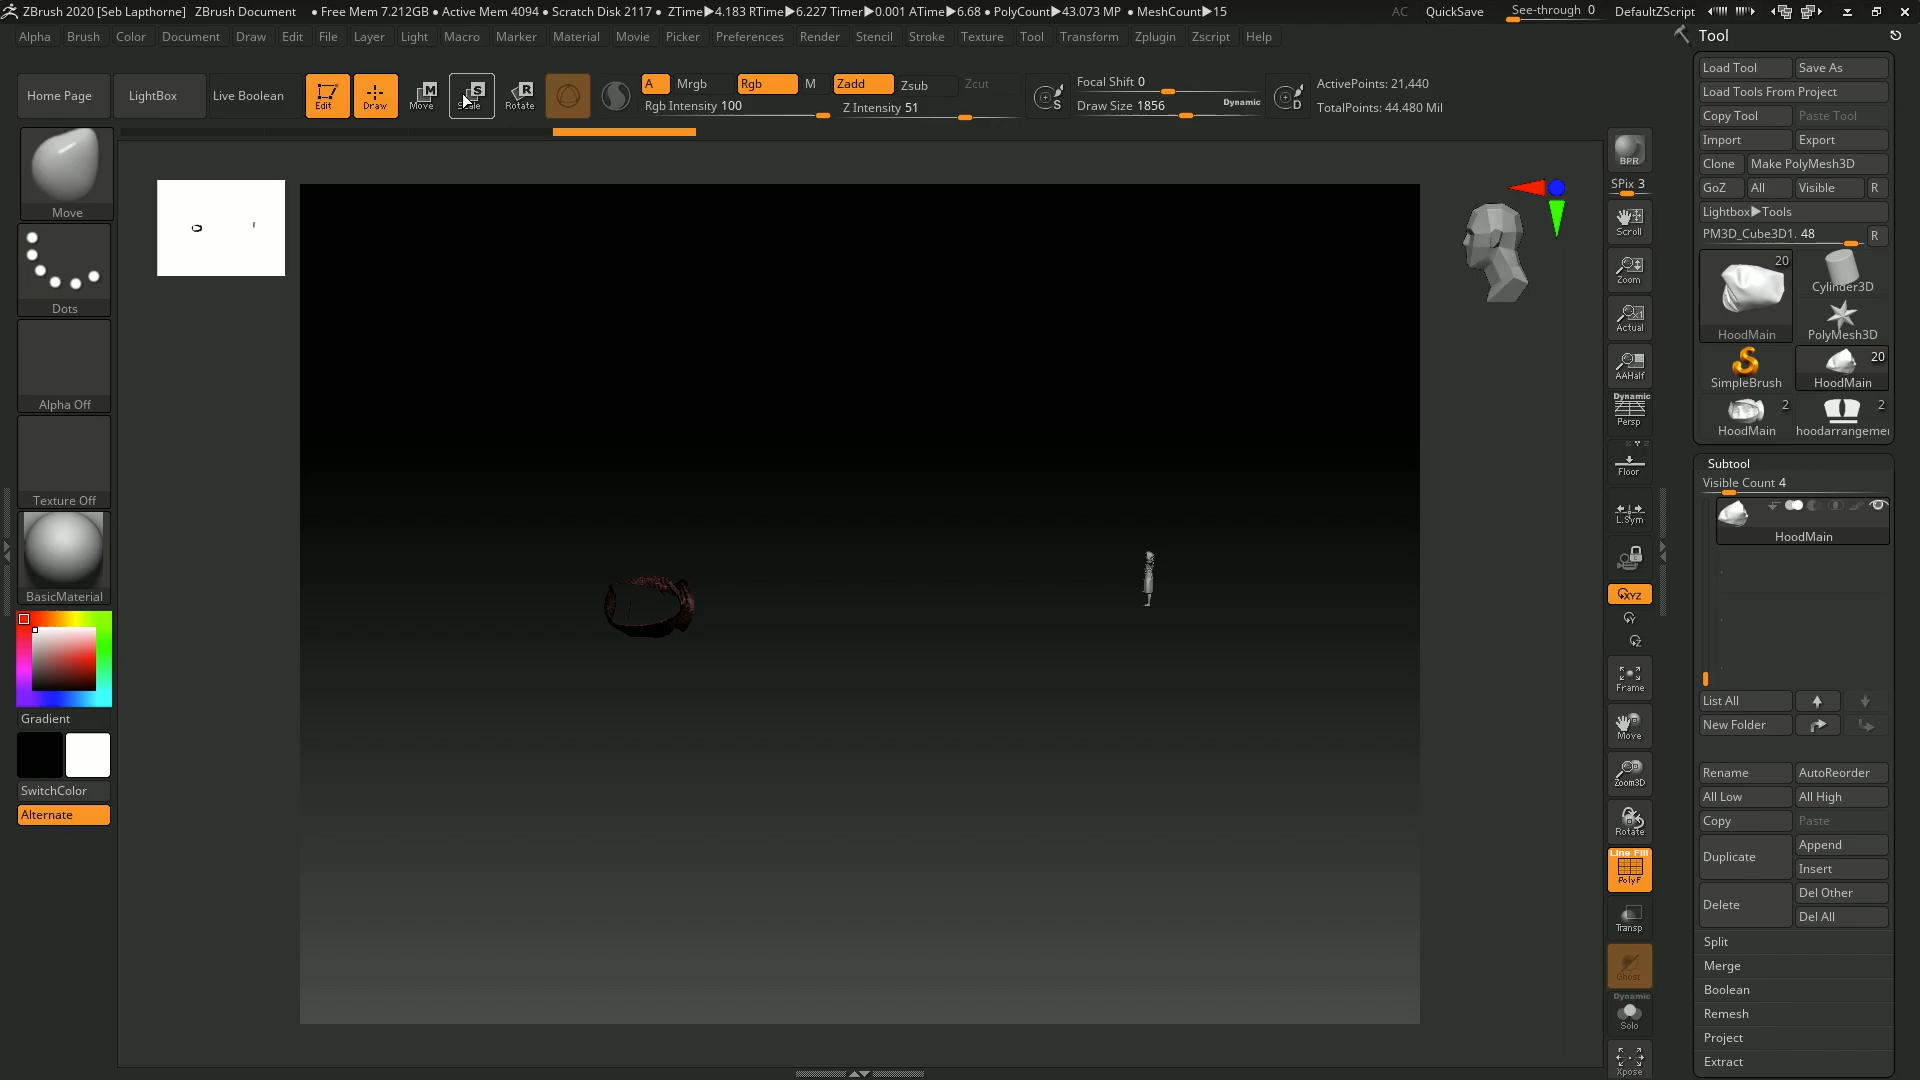 ZBrush 2020 [Seb Lapthorne] ZBrush Document • Free Mem 7.212GB • Active Mem 4094 • Scratch Disk 2117 • ZTime▶4.183 RTime▶6.227 Timer▶0.001 ATime▶6.68 • PolyCount▶43.073 MP • MeshCount▶15 AC QuickSave See-through 0 DefaultZScript
Alpha Brush Color Document Draw Edit File Layer Light Macro Marker Material Movie Picker Preferences Render Stencil Stroke Texture Tool Transform Zplugin Zscript Help
Home Page LightBox Live Boolean Edit Draw Move Scale Rotate
A Mrgb Rgb M Zadd Zsub Zcut
Rgb Intensity 100 Z Intensity 51
S
Focal Shift 0
Draw Size 1856 Dynamic
D
ActivePoints: 21,440
TotalPoints: 44.480 Mil
Move
Dots
Alpha Off
Texture Off
BasicMaterial
Gradient
SwitchColor
Alternate
BPR
SPix 3
Scroll
Zoom
Actual
AAHalf
Dynamic
Persp
Floor
L.Sym
XYZ
Y
Z
Frame
Move
Zoom3D
Rotate
Line Fill
PolyF
Transp
Ghost
Dynamic
Solo
Xpose
Tool
Load Tool Save As
Load Tools From Project
Copy Tool Paste Tool
Import Export
Clone Make PolyMesh3D
GoZ All Visible R
Lightbox▶Tools
PM3D_Cube3D1. 48 R
20
HoodMain
Cylinder3D
PolyMesh3D
SimpleBrush
20
HoodMain
2
HoodMain
2
hoodarrangemen
Subtool
Visible Count 4
HoodMain
List All
New Folder
Rename AutoReorder
All Low All High
Copy Paste
Duplicate Append
Insert
Delete Del Other
Del All
Split
Merge
Boolean
Remesh
Project
Extract